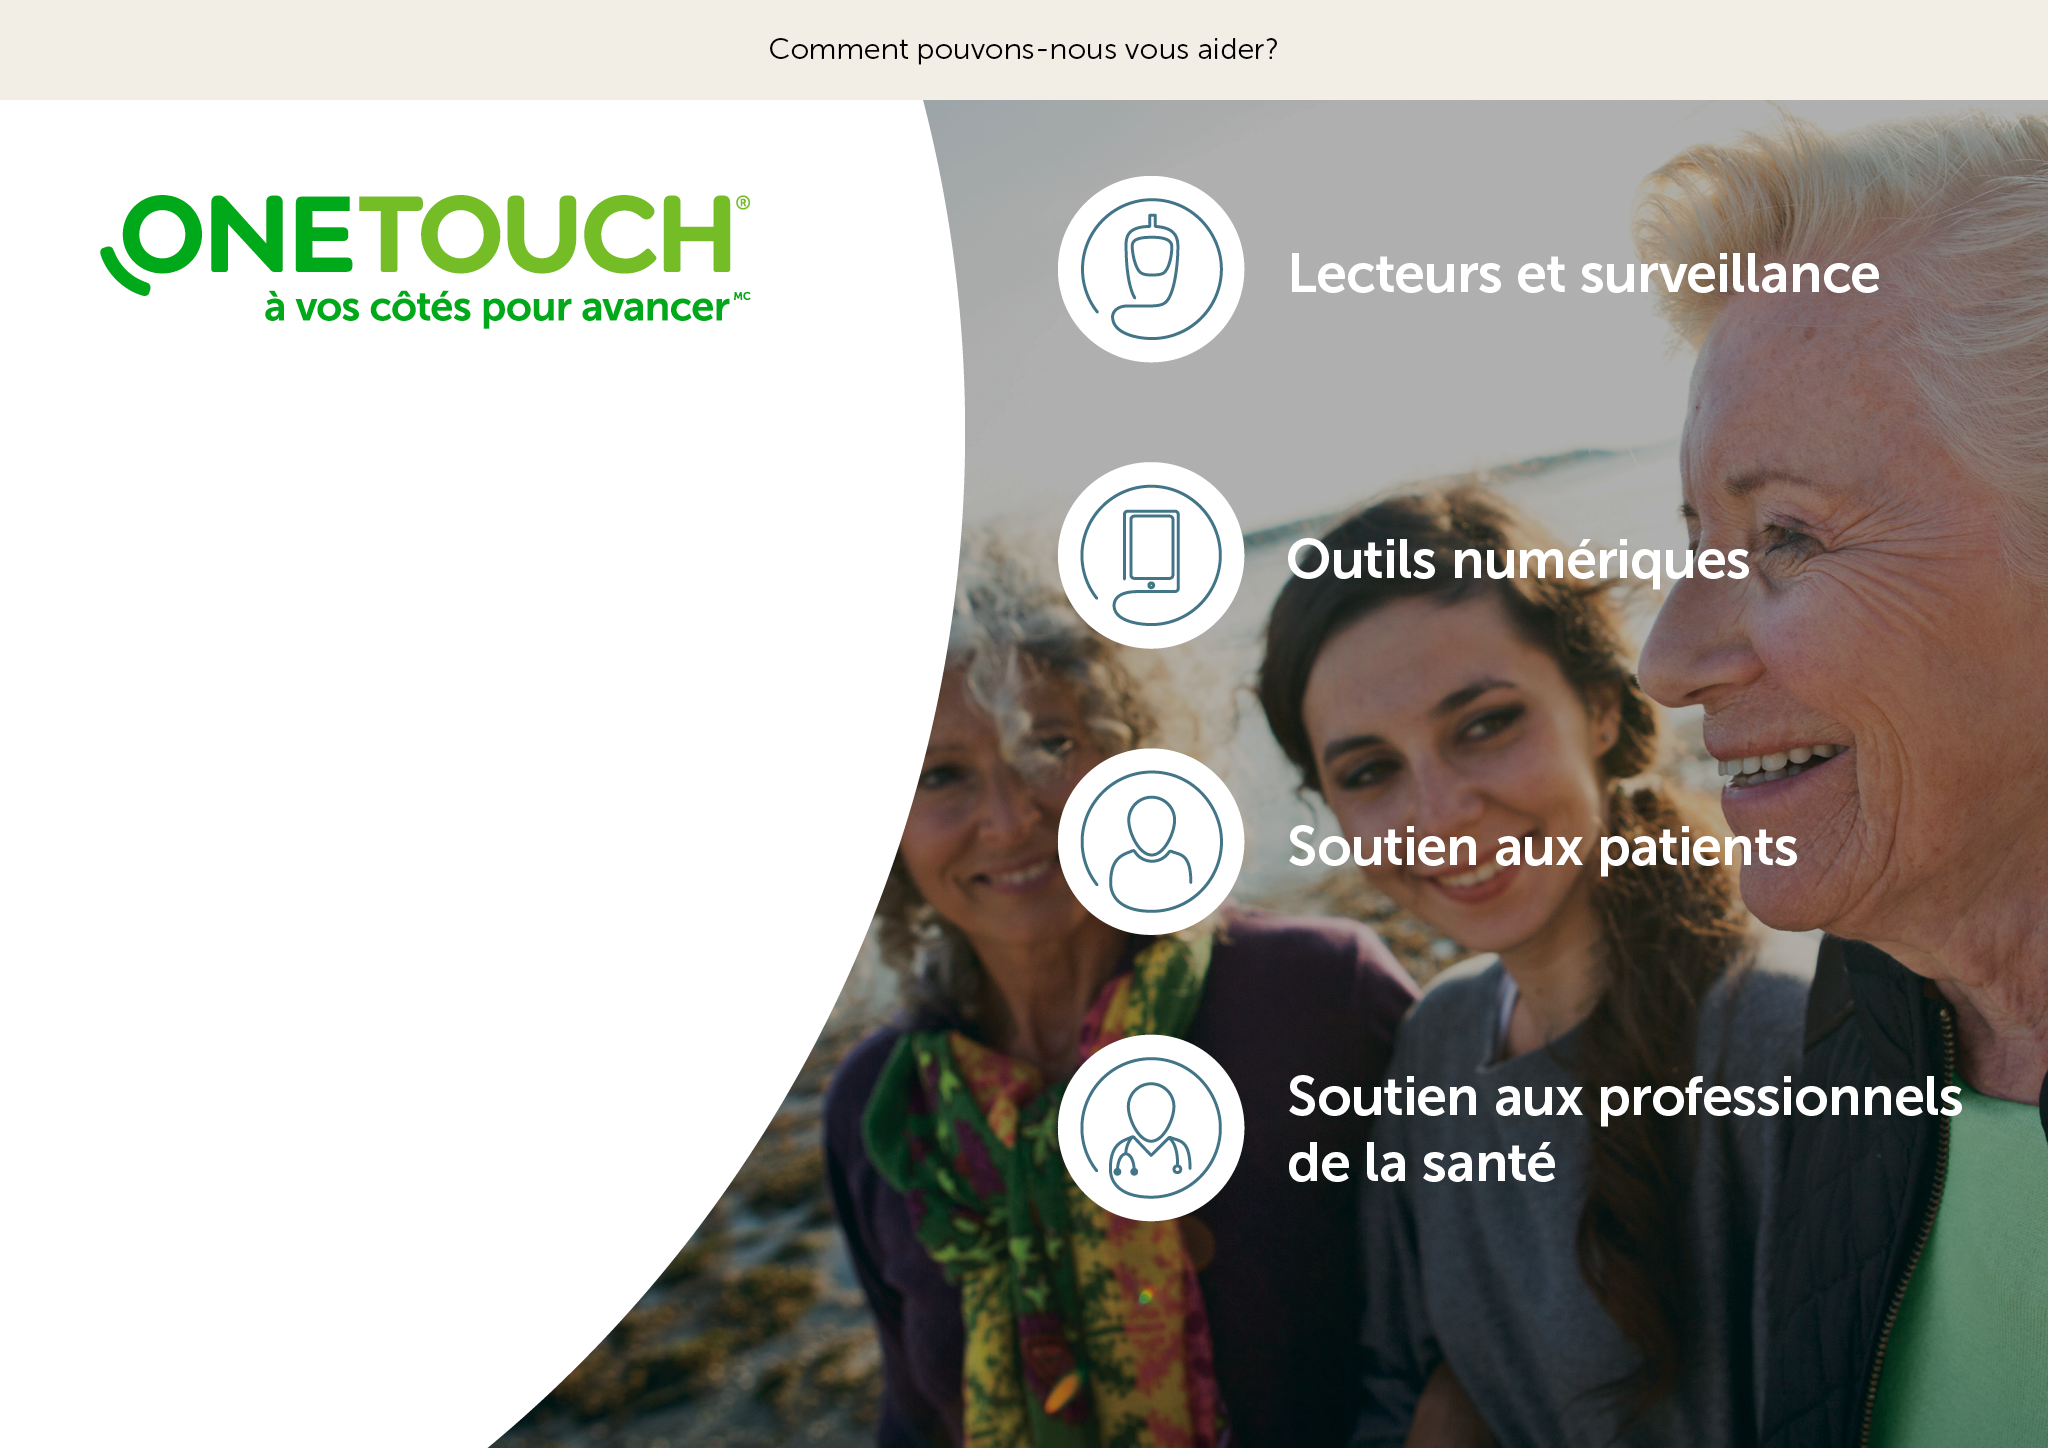 Comment pouvons-nous vous aider?
ONETOUCH®
à vos côtés pour avancer MC
Lecteurs et surveillance
Outils numériques
Soutien aux patients
Soutien aux professionnels
de la santé